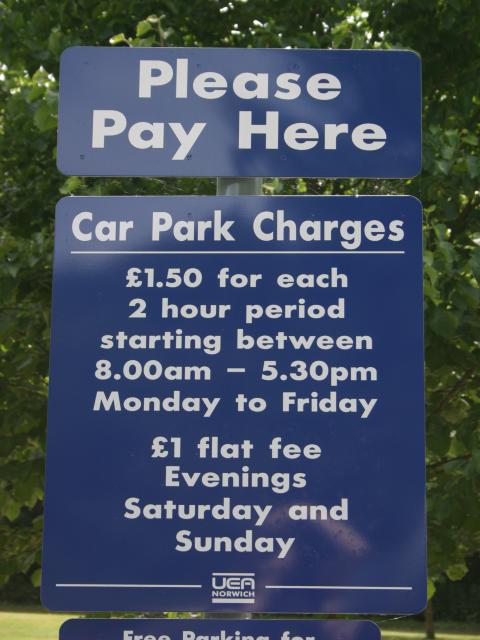 Please
Pay Here
Car Park Charges
£1.50 for each
2 hour period
starting between
8.00am – 5.30pm
Monday to Friday
£1 flat fee
Evenings
Saturday and
Sunday
UEA
NORWICH
Free Parking for